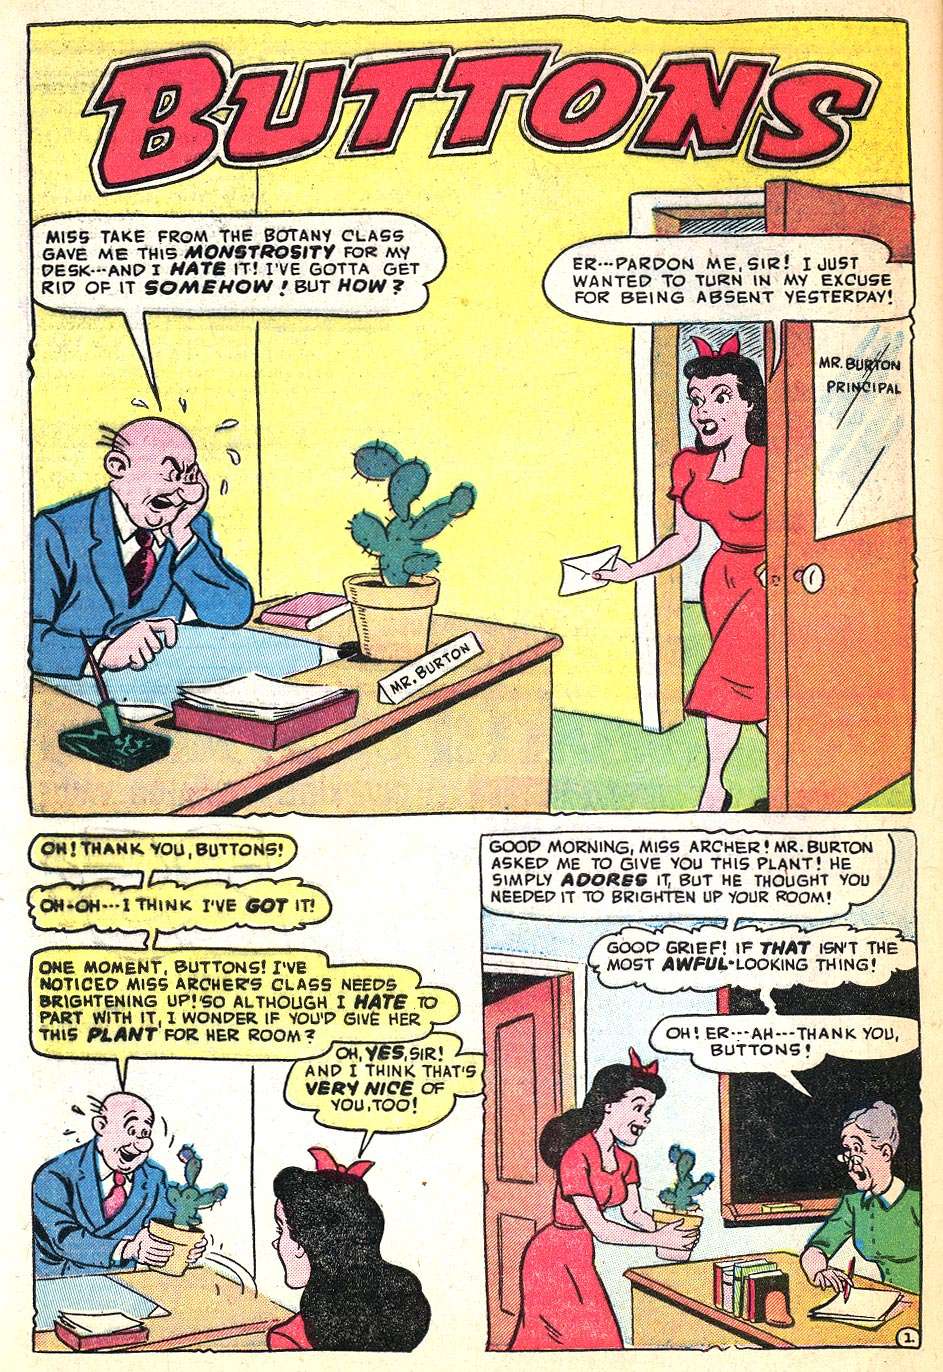 BUTTONS
MISS TAKE FROM THE BOTANY CLASS
GAVE ME THIS MONSTROSITY FOR MY
DESK---AND I HATE IT! I'VE GOTTA GET
RID OF IT SOMEHOW! BUT HOW?
ER---PARDON ME, SIR! I JUST
WANTED TO TURN IN MY EXCUSE
FOR BEING ABSENT YESTERDAY!
MR. BURTON
PRINCIPAL
MR. BURTON
OH! THANK YOU, BUTTONS!
OH-OH---I THINK I'VE GOT IT!
ONE MOMENT, BUTTONS! I'VE
NOTICED MISS ARCHER'S CLASS NEEDS
BRIGHTENING UP! SO ALTHOUGH I HATE TO
PART WITH IT, I WONDER IF YOU'D GIVE HER
THIS PLANT FOR HER ROOM?
OH, YES, SIR!
AND I THINK THAT'S
VERY NICE OF
YOU, TOO!
GOOD MORNING, MISS ARCHER! MR. BURTON
ASKED ME TO GIVE YOU THIS PLANT! HE
SIMPLY ADORES IT, BUT HE THOUGHT YOU
NEEDED IT TO BRIGHTEN UP YOUR ROOM!
GOOD GRIEF! IF THAT ISN'T THE
MOST AWFUL-LOOKING THING!
OH! ER---AH---THANK YOU,
BUTTONS!
1